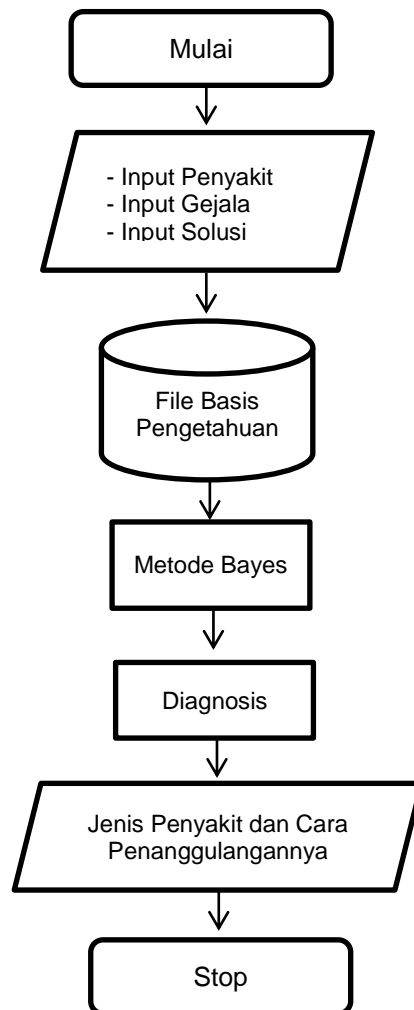 Mulai
- Input Penyakit
- Input Gejala
- Input Solusi
File Basis
Pengetahuan
Metode Bayes
Diagnosis
Jenis Penyakit dan Cara
Penanggulangannya
Stop